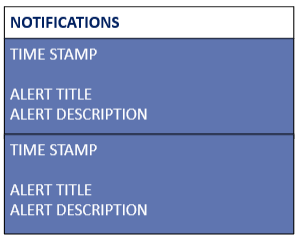 NOTIFICATIONS
TIME STAMP
ALERT TITLE
ALERT DESCRIPTION
TIME STAMP
ALERT TITLE
ALERT DESCRIPTION